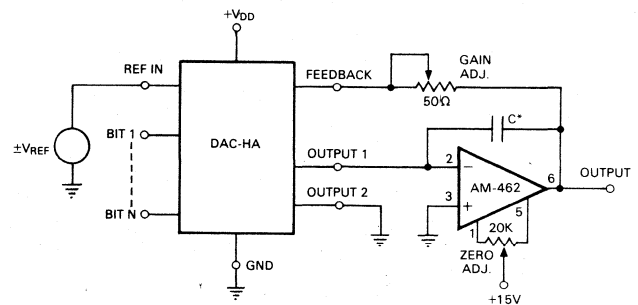 +VDD
REF IN
FEEDBACK
GAIN
ADJ.
50Ω
C*
±VREF
BIT 1
DAC-HA
OUTPUT 1
2
−
6
OUTPUT
AM-462
OUTPUT 2
3
+
5
BIT N
1
20K
ZERO
ADJ.
GND
+15V